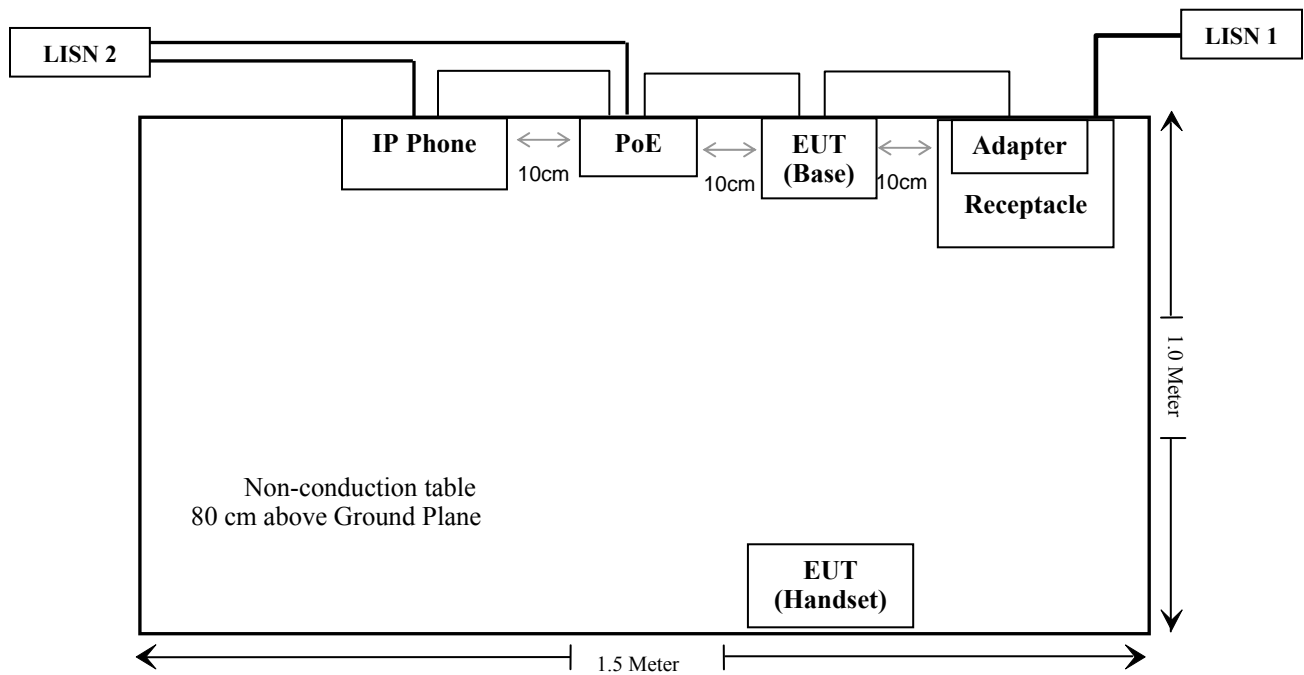 LISN 2
LISN 1
IP Phone
10cm
PoE
10cm
EUT
(Base)
10cm
Adapter
Receptacle
1.0 Meter
Non-conduction table
80 cm above Ground Plane
EUT
(Handset)
1.5 Meter